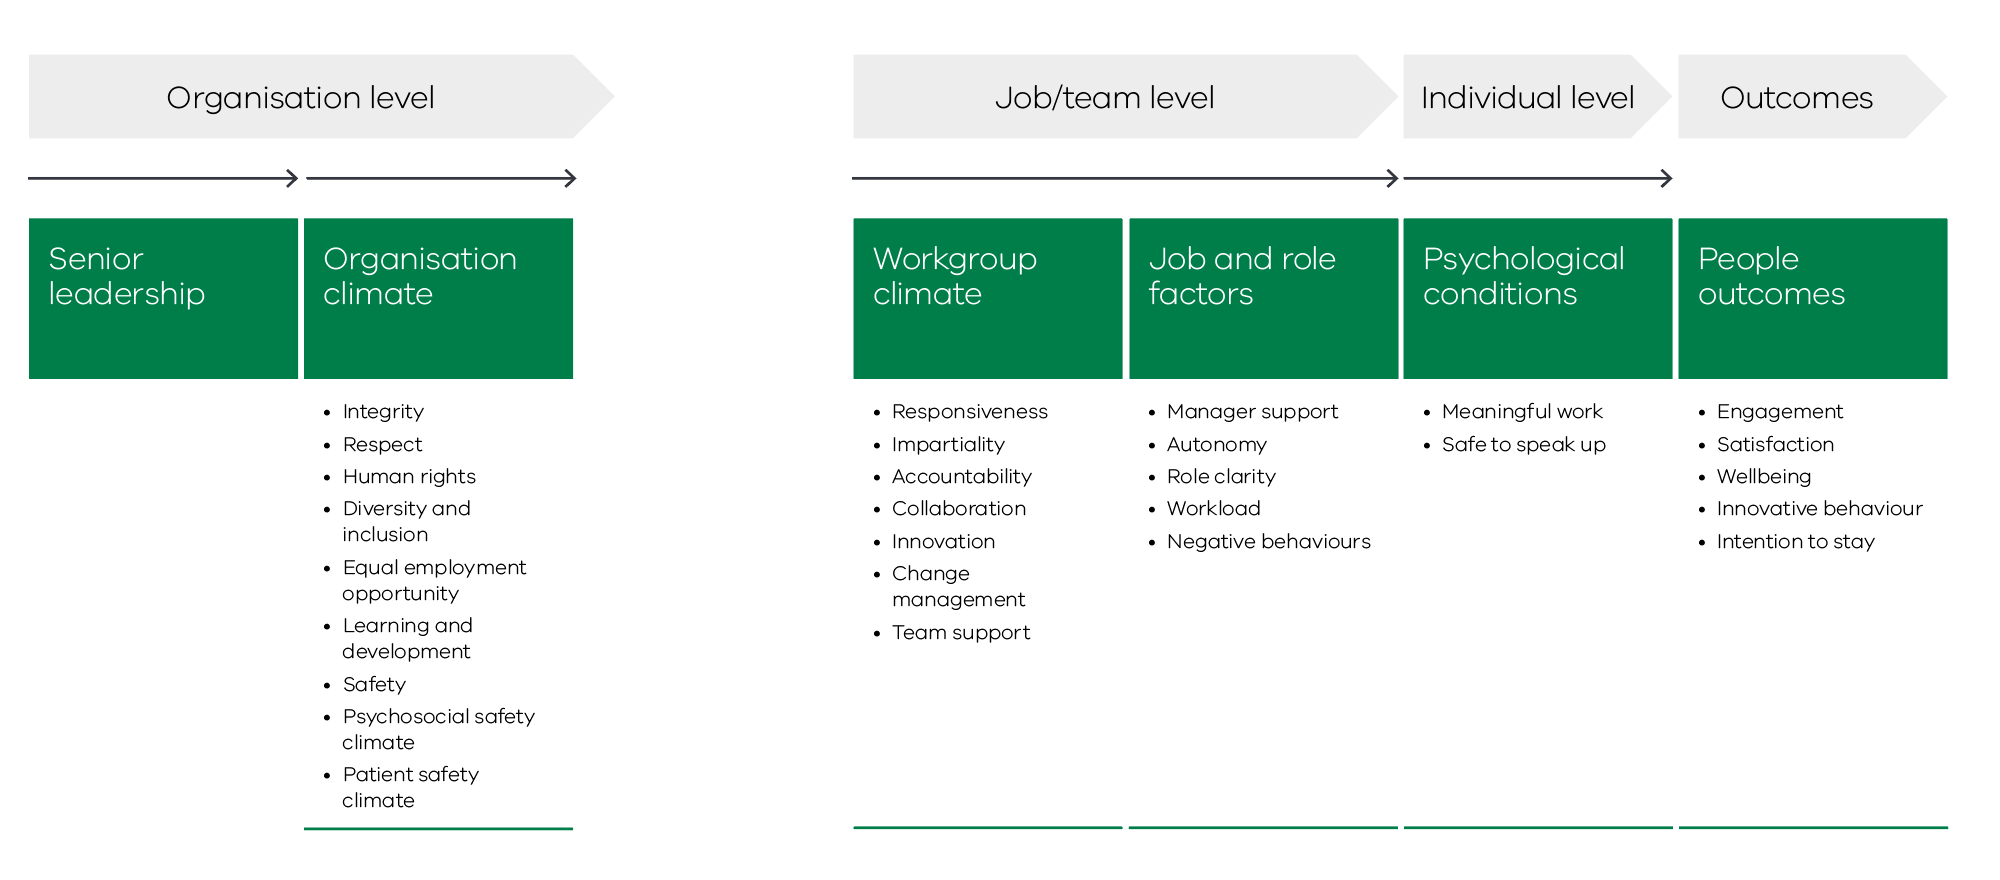 Organisation level
Job/team level
Individual level
Outcomes
Senior
leadership
Organisation
climate
• Integrity
• Respect
• Human rights
• Diversity and
inclusion
• Equal employment
opportunity
• Learning and
development
• Safety
• Psychosocial safety
climate
• Patient safety
climate
Workgroup
climate
• Responsiveness
• Impartiality
• Accountability
• Collaboration
• Innovation
• Change
management
• Team support
Job and role
factors
• Manager support
• Autonomy
• Role clarity
• Workload
• Negative behaviours
Psychological
conditions
• Meaningful work
• Safe to speak up
People
outcomes
• Engagement
• Satisfaction
• Wellbeing
• Innovative behaviour
• Intention to stay